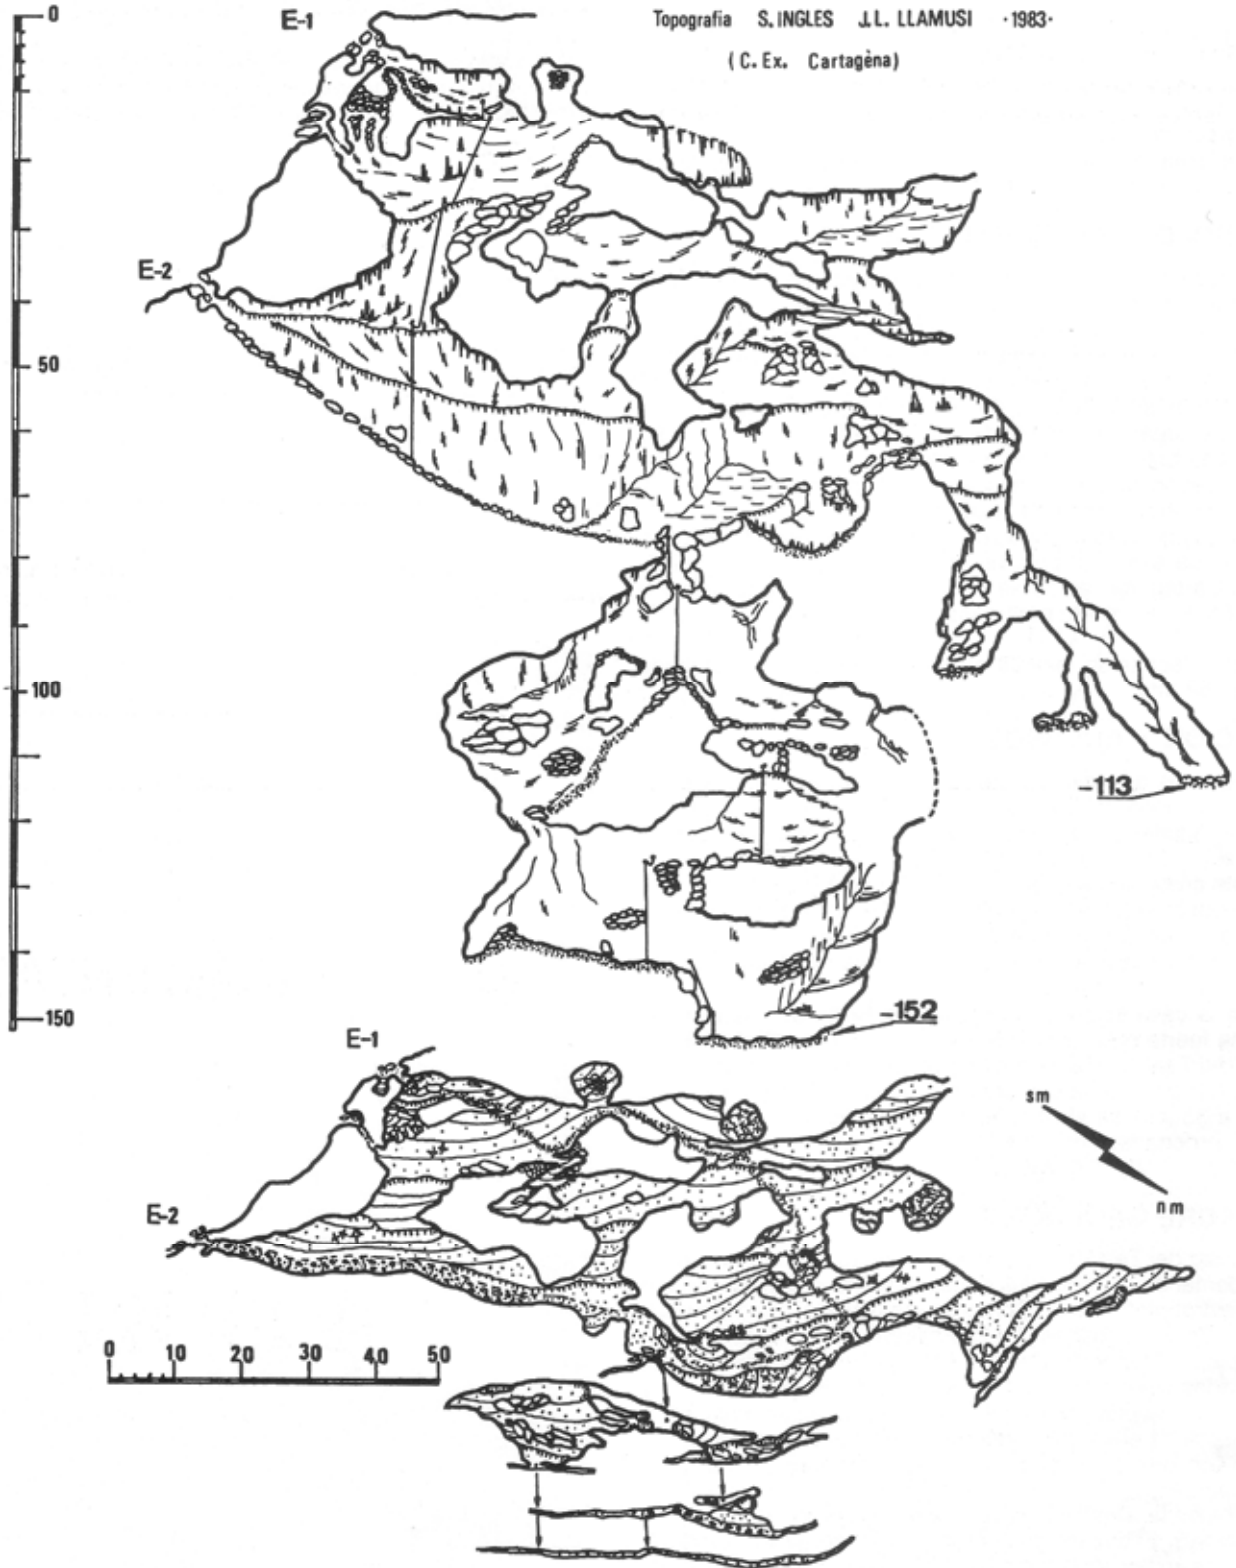 Topografia S. INGLES J.L. LLAMUSI ·1983·
(C. Ex. Cartagèna)
0
E-1
E-2
50
100
-113
150
-152
E-1
sm
nm
E-2
0 10 20 30 40 50